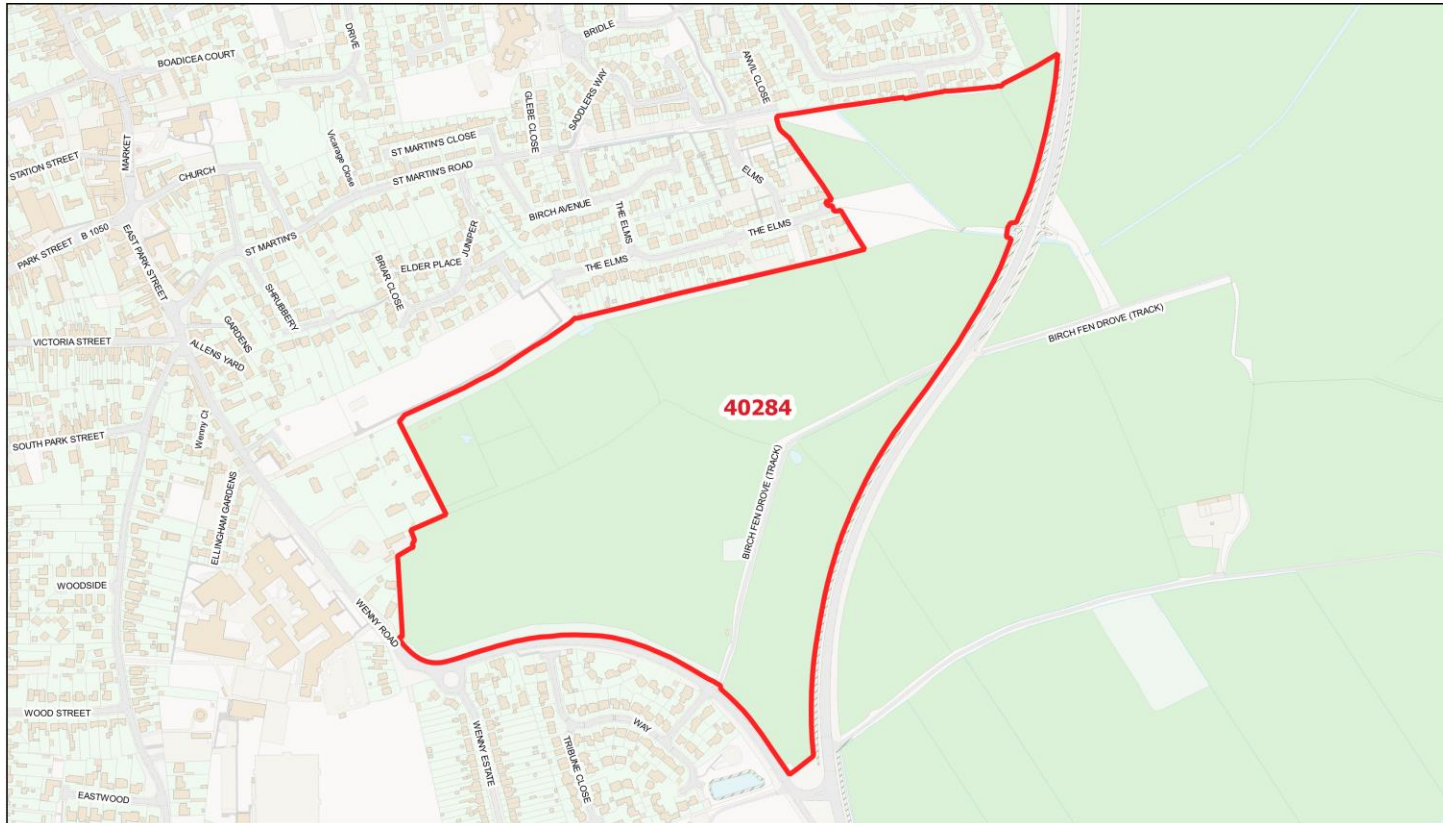 BOADICEA COURT
DRIVE
BRIDLE
ANVIL CLOSE
SADDLERS WAY
GLEBE CLOSE
Vicarage Close
ST MARTIN'S CLOSE
STATION STREET
MARKET
CHURCH
ST MARTIN'S ROAD
ELMS
BIRCH AVENUE
THE ELMS
THE ELMS
JUNIPER
ST MARTIN'S
PARK STREET B 1050
EAST PARK STREET
ELDER PLACE
THE ELMS
BRIAR CLOSE
SHRUBBERY
GARDENS
BIRCH FEN DROVE (TRACK)
VICTORIA STREET
ALLENS YARD
40284
Wenny Ct
SOUTH PARK STREET
BIRCH FEN DROVE (TRACK)
ELLINGHAM GARDENS
WOODSIDE
WENNY ROAD
WOOD STREET
WAY
WENNY ESTATE
TRIBUNE CLOSE
EASTWOOD